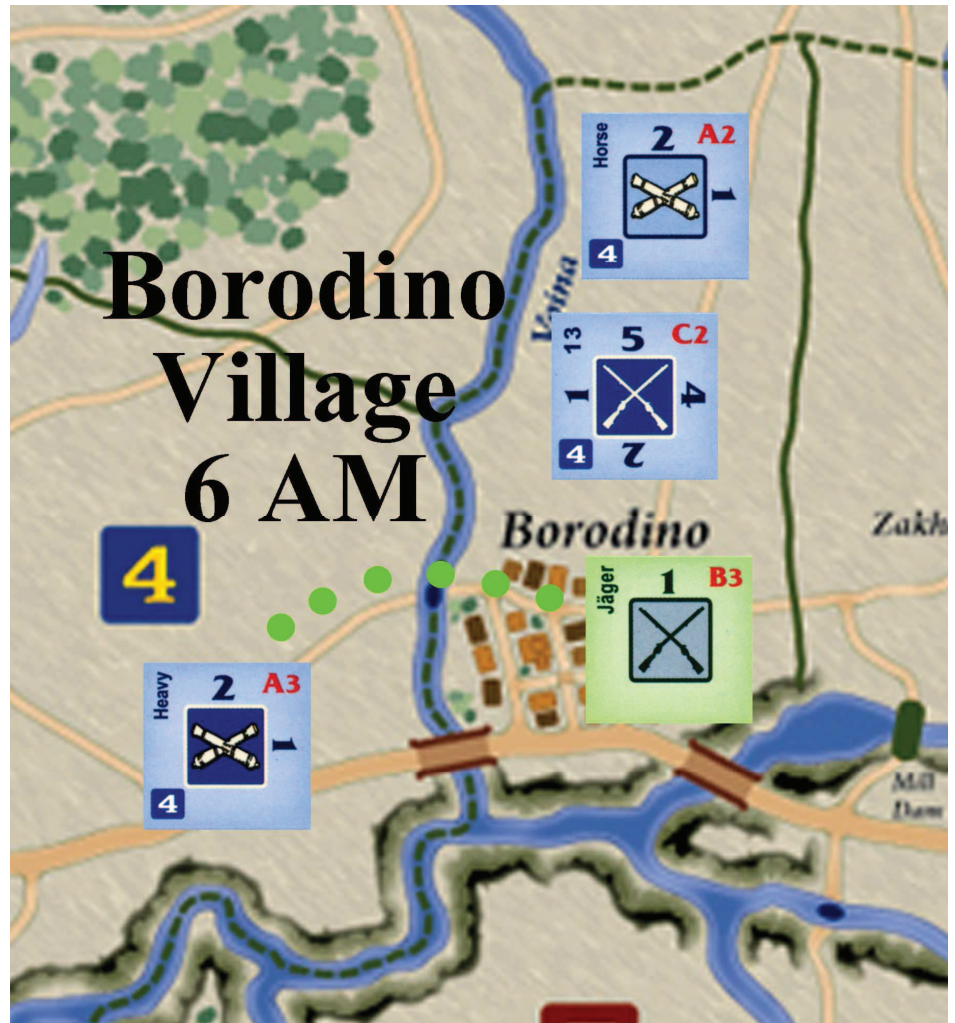 Horse
2 A2
1
4
Voina
Borodino
Village
6 AM
13
5 C2
1
4
2
4
Borodino
Zakh
4
Jäger
1 B3
Heavy
2 A3
1
4
Mill
Dam